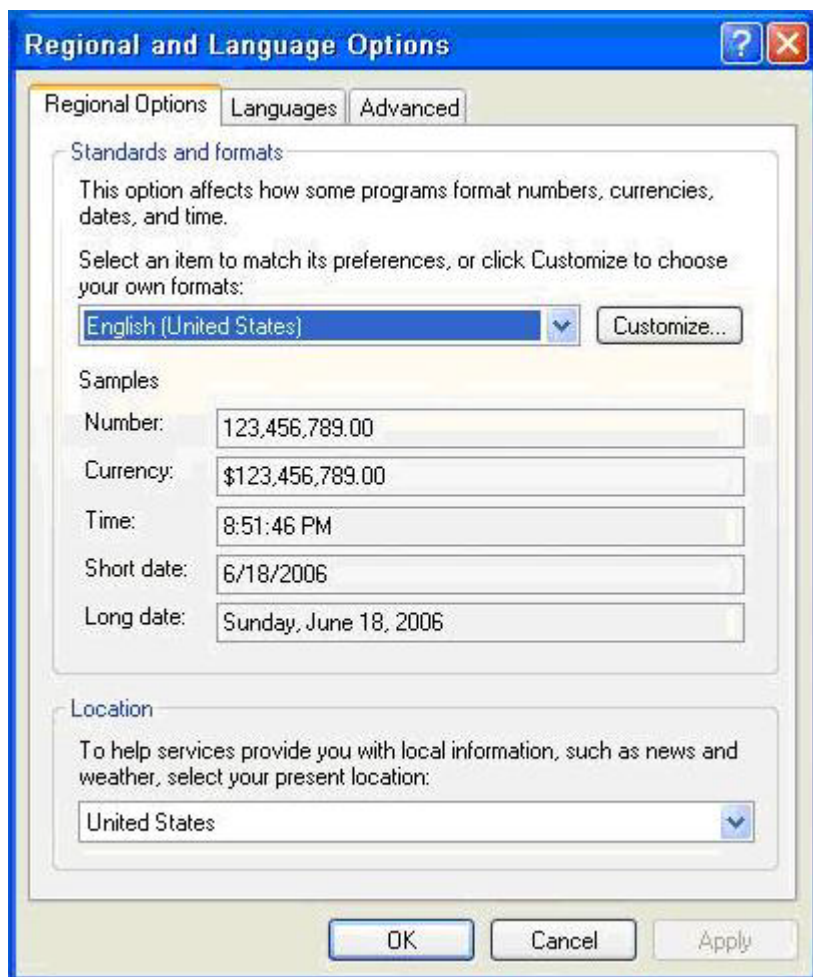 Regional and Language Options
Regional Options
Languages
Advanced
Standards and formats
This option affects how some programs format numbers, currencies,
dates, and time.
Select an item to match its preferences, or click Customize to choose
your own formats:
English (United States)
Customize...
Samples
Number:
123,456,789.00
Currency:
$123,456,789.00
Time:
8:51:46 PM
Short date:
6/18/2006
Long date:
Sunday, June 18, 2006
Location
To help services provide you with local information, such as news and
weather, select your present location:
United States
OK
Cancel
Apply